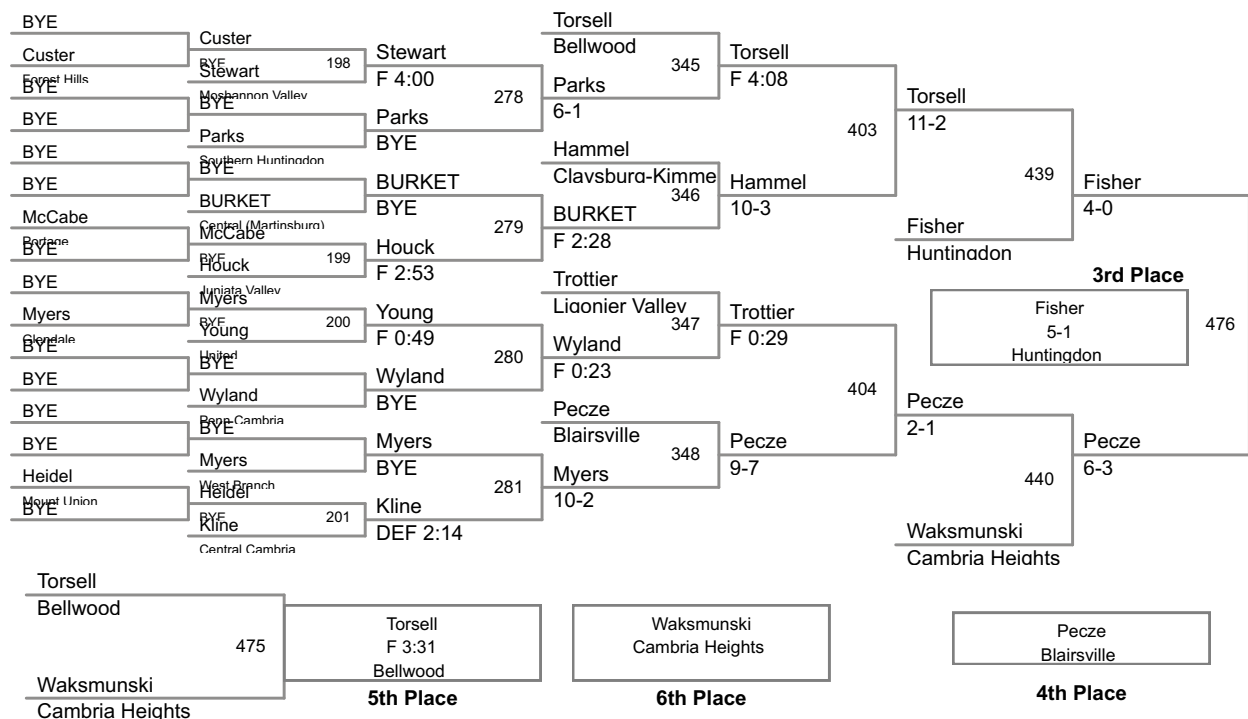 BYE
Custer
Forest Hills
BYE
BYE
BYE
BYE
McCabe
Portage
BYE
BYE
Myers
Glendale
BYE
BYE
BYE
BYE
Heidel
Mount Union
BYE
Custer
BYE
198
Stewart
Moshannon Valley
BYE
Parks
Southern Huntingdon
BYE
BURKET
Central (Martinsburg)
McCabe
BYE
199
Houck
Juniata Valley
Myers
BYE
200
Young
United
BYE
Wyland
Penn Cambria
BYE
Myers
West Branch
Heidel
BYE
201
Kline
Central Cambria
Stewart
F 4:00
278
Parks
BYE
BURKET
BYE
279
Houck
F 2:53
Young
F 0:49
280
Wyland
BYE
Myers
BYE
281
Kline
DEF 2:14
Torsell
Bellwood
345
Parks
6-1
Hammel
Claysburg-Kimme
346
BURKET
F 2:28
Trottier
Ligonier Valley
347
Wyland
F 0:23
Pecze
Blairsville
348
Myers
10-2
Torsell
F 4:08
403
Hammel
10-3
Trottier
F 0:29
404
Pecze
9-7
Torsell
11-2
439
Fisher
Huntingdon
Pecze
2-1
440
Waksmunski
Cambria Heights
Fisher
4-0
3rd Place
Fisher
5-1
Huntingdon
476
Pecze
6-3
Torsell
Bellwood
475
Waksmunski
Cambria Heights
Torsell
F 3:31
Bellwood
5th Place
Waksmunski
Cambria Heights
6th Place
Pecze
Blairsville
4th Place